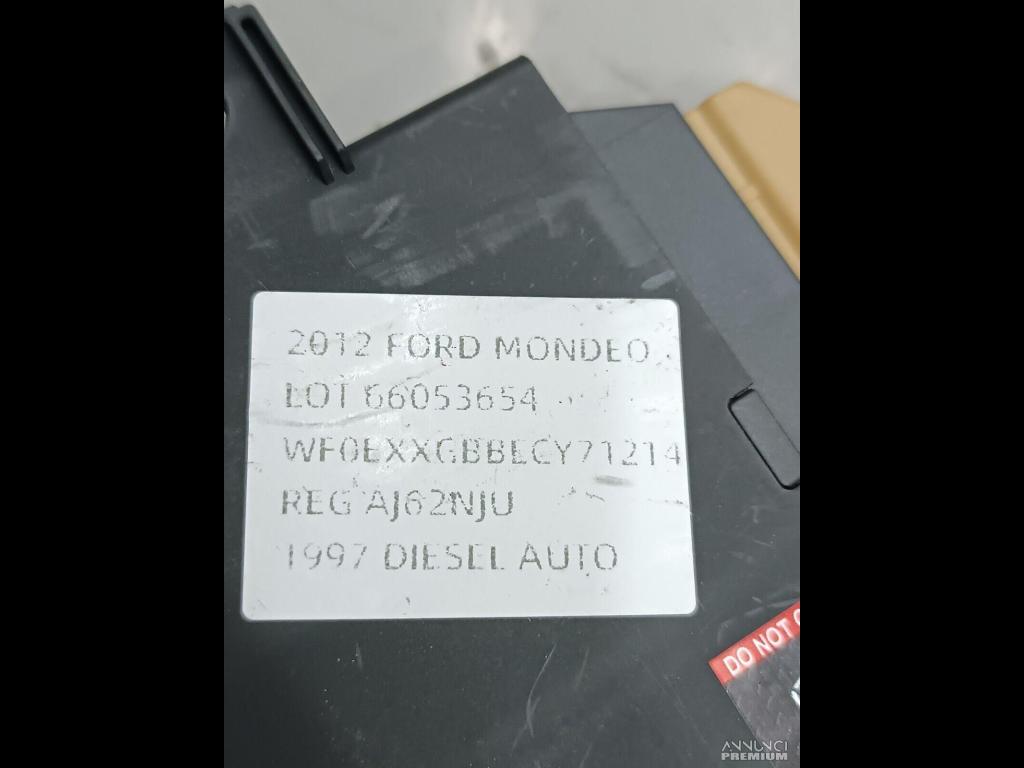 2012 FORD MONDEO
LOT 66053654
WF0EXXGBBECY71214
REG AJ62NJU
1997 DIESEL AUTO
DO NOT
ANNUNCI
PREMIUM